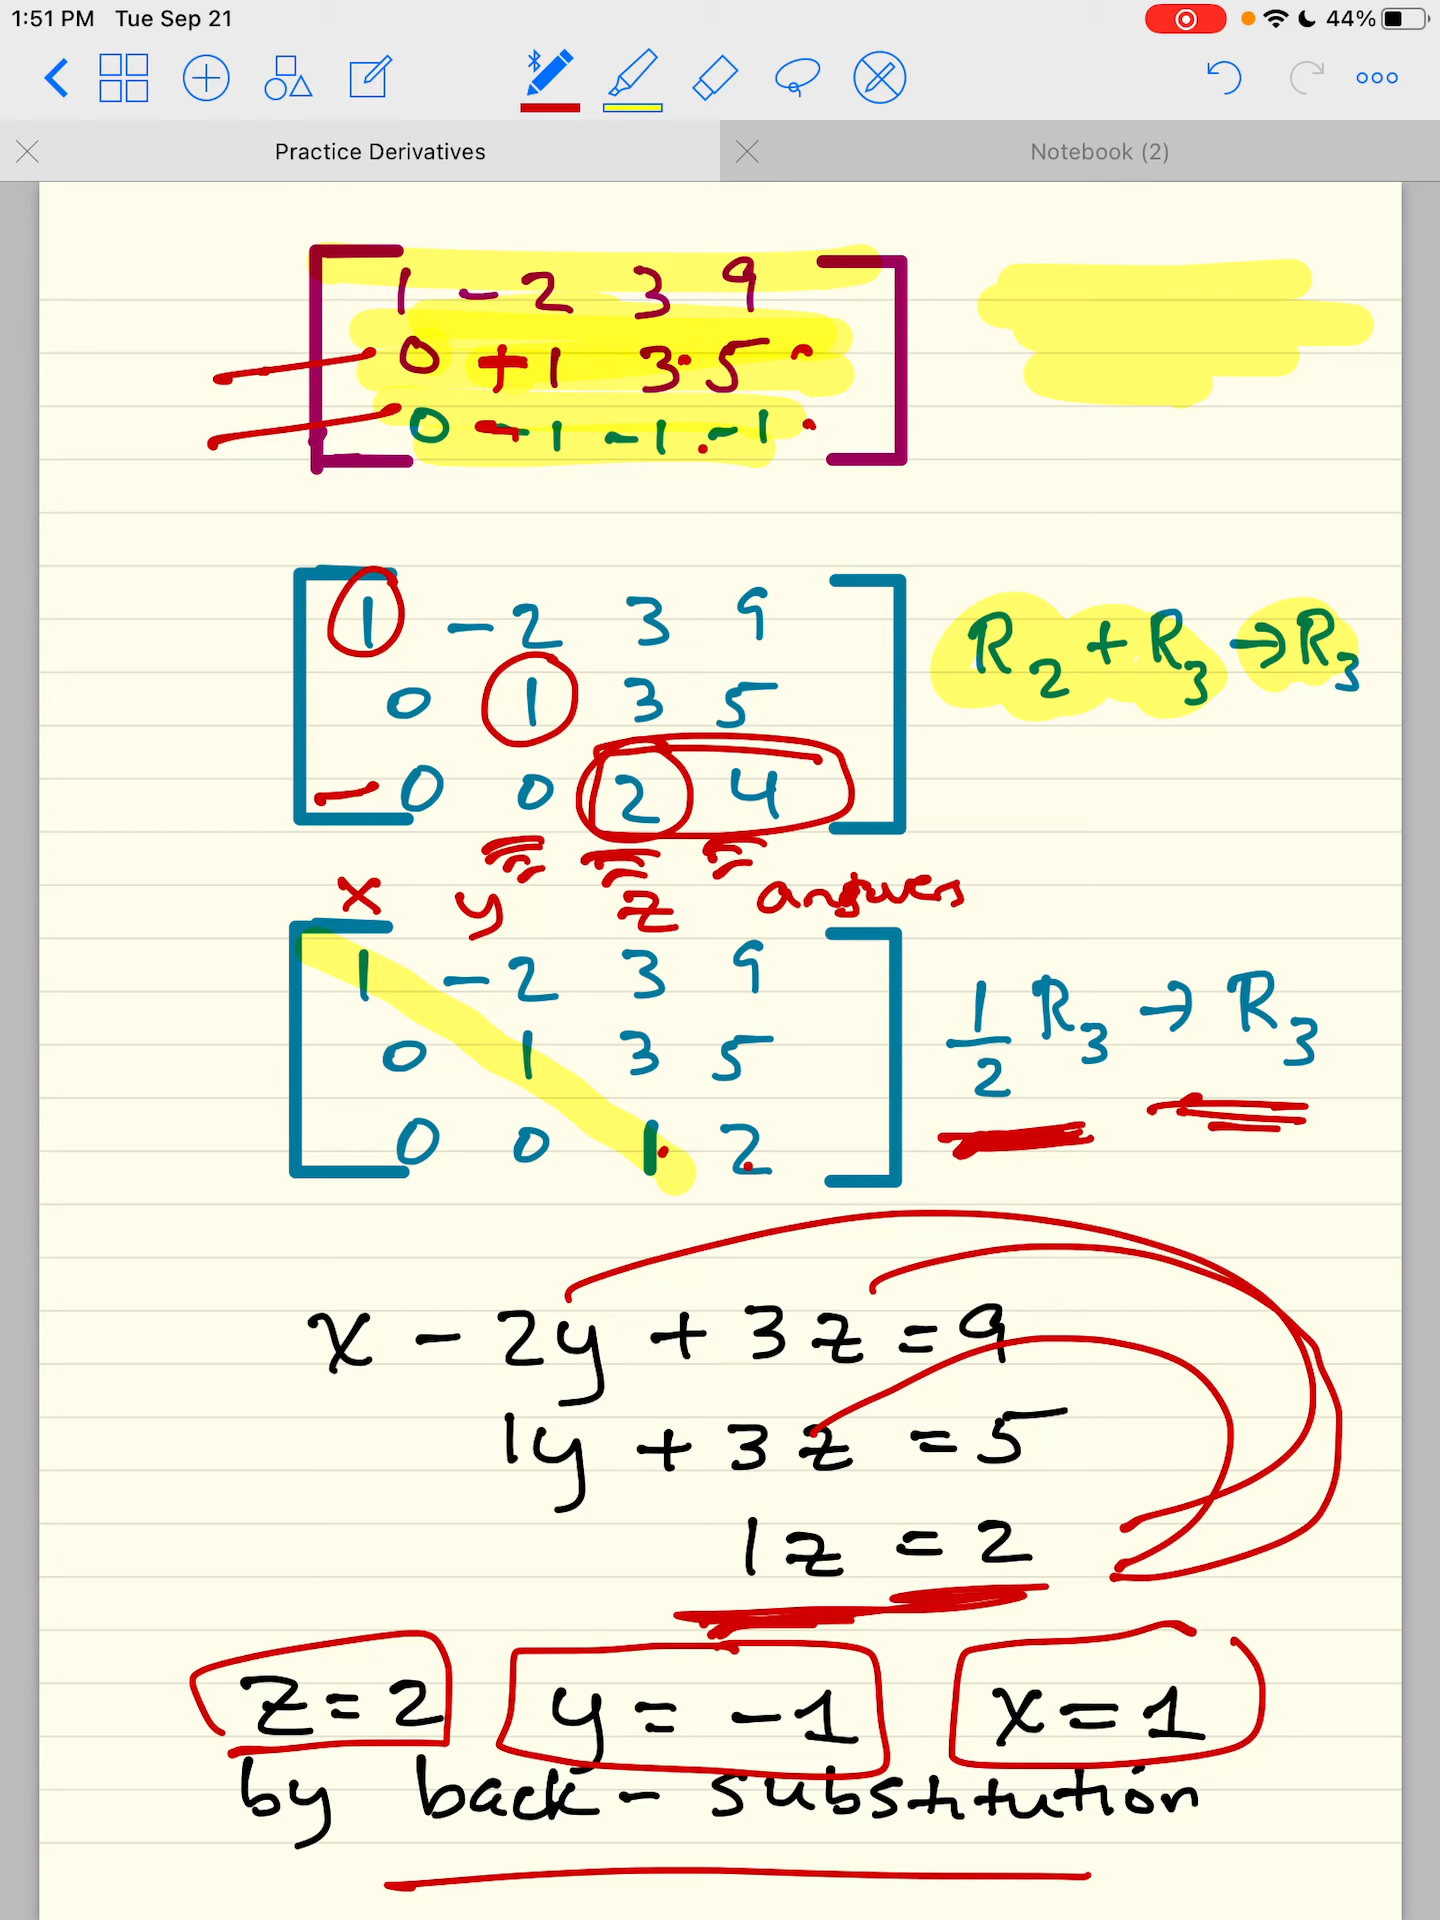 1:51 PM Tue Sep 21 44%
Practice Derivatives Notebook (2)
1 - 2 3 9
0 + 1 3 5
0 - 1 - 1 - 1
1 - 2 3 9
0 1 3 5 R2 + R3 → R3
0 0 2 4
x y z answers
1 - 2 3 9
0 1 3 5 1/2 R3 → R3
0 0 1 2
x - 2y + 3z = 9
1y + 3z = 5
1z = 2
z = 2 y = -1 x = 1
by back - substitution